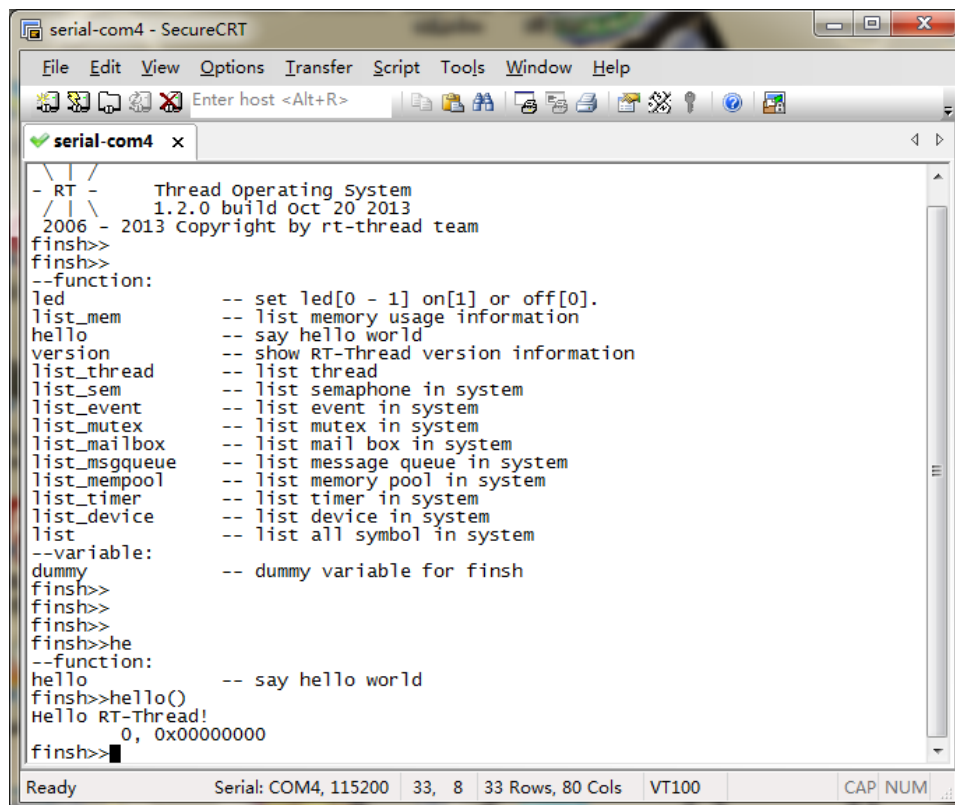 serial-com4 - SecureCRT
File Edit View Options Transfer Script Tools Window Help
Enter host <Alt+R>
serial-com4 x
 \ | /
- RT -     Thread Operating System
 / | \     1.2.0 build Oct 20 2013
 2006 - 2013 Copyright by rt-thread team
finsh>>
finsh>>
--function:
led              -- set led[0 - 1] on[1] or off[0].
list_mem         -- list memory usage information
hello            -- say hello world
version          -- show RT-Thread version information
list_thread      -- list thread
list_sem         -- list semaphone in system
list_event       -- list event in system
list_mutex       -- list mutex in system
list_mailbox     -- list mail box in system
list_msgqueue    -- list message queue in system
list_mempool     -- list memory pool in system
list_timer       -- list timer in system
list_device      -- list device in system
list             -- list all symbol in system
--variable:
dummy            -- dummy variable for finsh
finsh>>
finsh>>
finsh>>
finsh>>he
--function:
hello            -- say hello world
finsh>>hello()
Hello RT-Thread!
        0, 0x00000000
finsh>>
Ready Serial: COM4, 115200 33, 8 33 Rows, 80 Cols VT100 CAP NUM